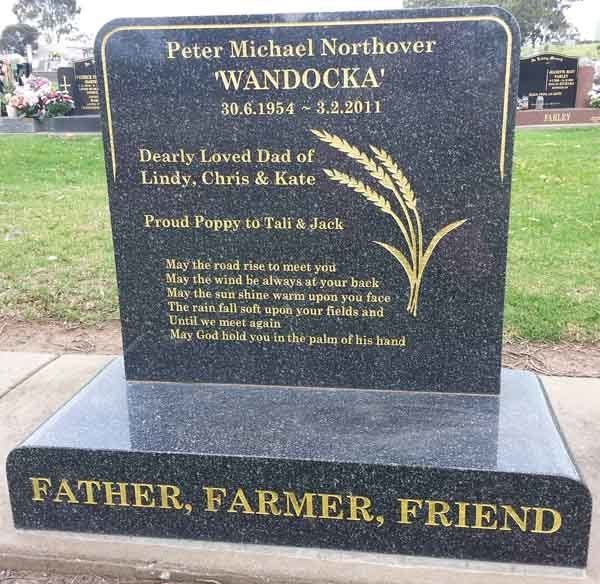 Peter Michael Northover
'WANDOCKA'
30.6.1954 ~ 3.2.2011
Dearly Loved Dad of
Lindy, Chris & Kate
Proud Poppy to Tali & Jack
May the road rise to meet you
May the wind be always at your back
May the sun shine warm upon you face
The rain fall soft upon your fields and
Until we meet again
May God hold you in the palm of his hand
FATHER, FARMER, FRIEND
FARLEY